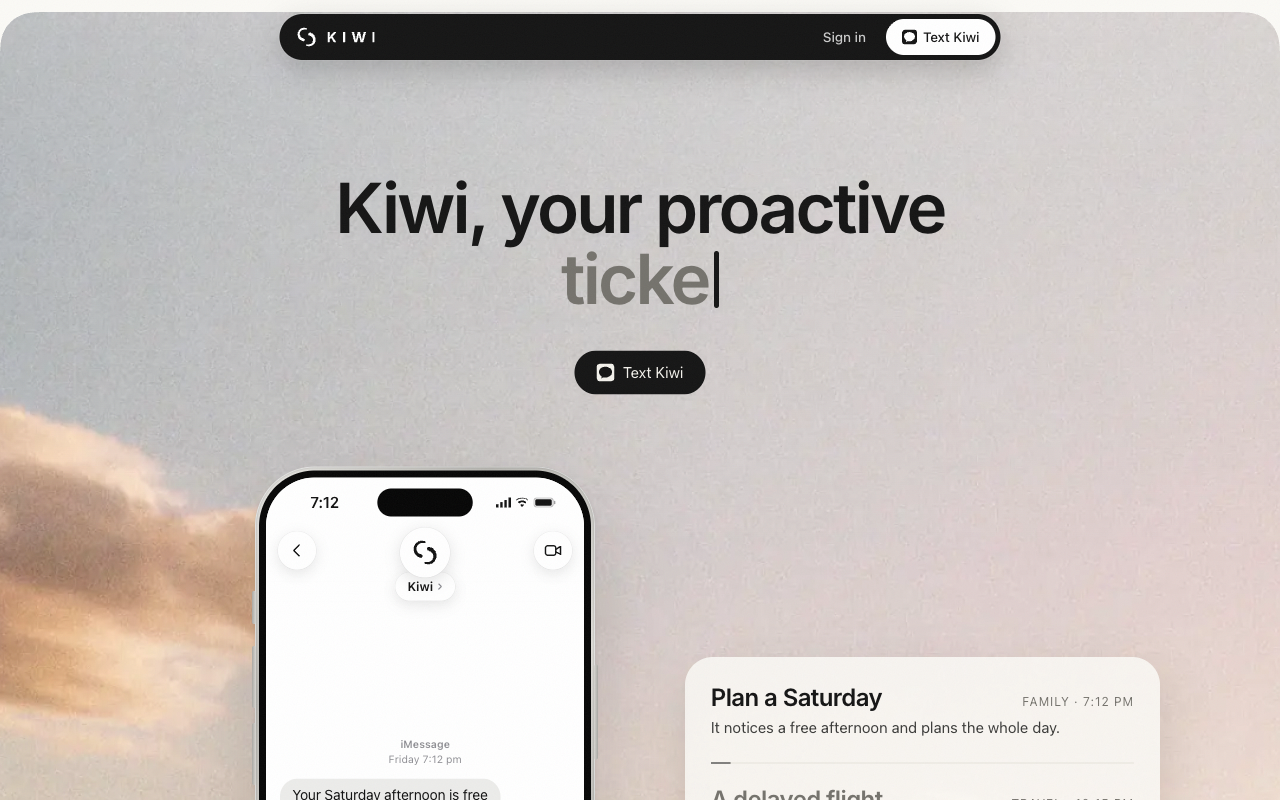 KIWI
Sign in
Text Kiwi
Kiwi, your proactive
ticke
Text Kiwi
7:12
Kiwi
iMessage
Friday 7:12 pm
Your Saturday afternoon is free
Plan a Saturday
FAMILY · 7:12 PM
It notices a free afternoon and plans the whole day.
A delayed flight